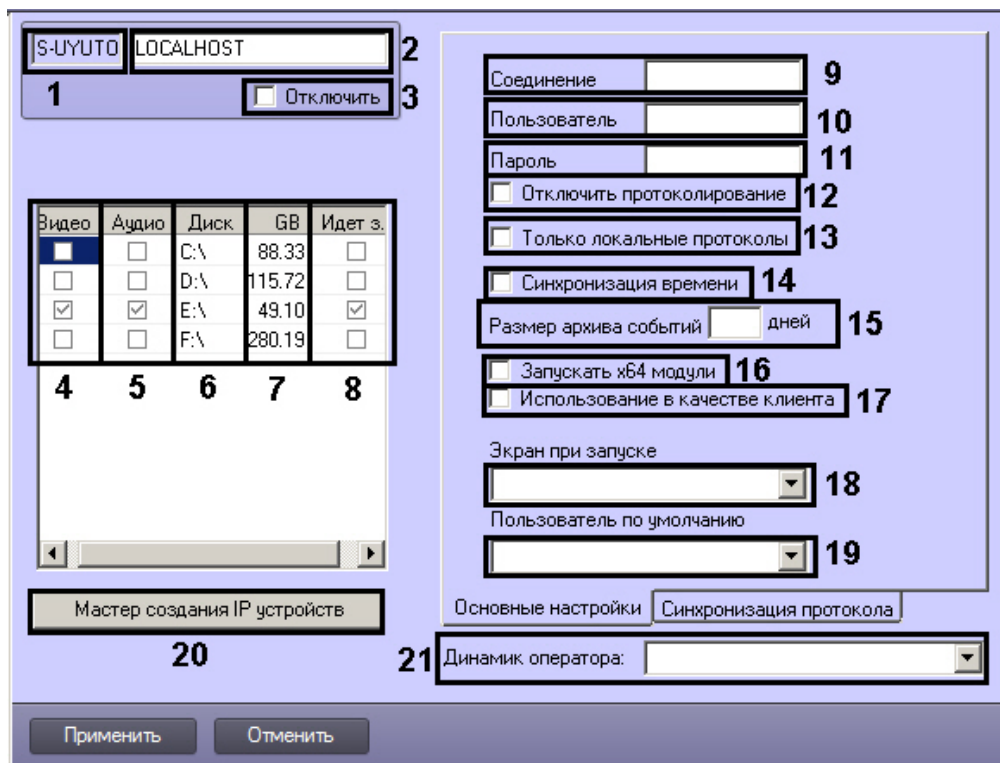 S-UYUTO LOCALHOST 2
1 Отключить 3
Соединение 9
Пользователь 10
Пароль 11
Отключить протоколирование 12
Только локальные протоколы 13
Синхронизация времени 14
Размер архива событий дней 15
Запускать x64 модули 16
Использование в качестве клиента 17
Экран при запуске
18
Пользователь по умолчанию
19
Видео Аудио Диск GB Идет з.
C:\ 88.33
D:\ 115.72
E:\ 49.10
F:\ 280.19
4 5 6 7 8
Мастер создания IP устройств
20
Основные настройки Синхронизация протокола
21 Динамик оператора:
Применить Отменить